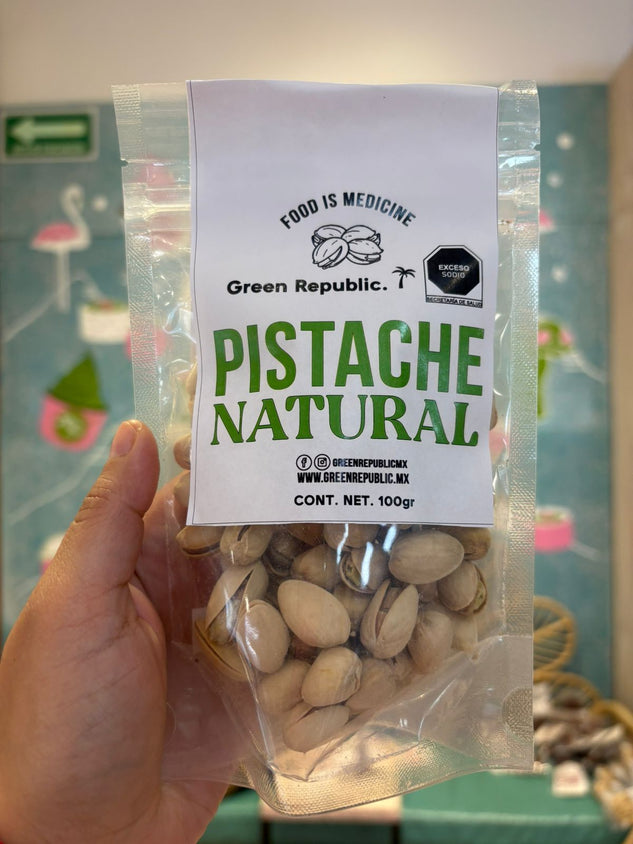 FOOD IS MEDICINE
Green Republic.
EXCESO
SODIO
SECRETARÍA DE SALUD
PISTACHE
NATURAL
GREENREPUBLICMX
WWW.GREENREPUBLIC.MX
CONT. NET. 100gr